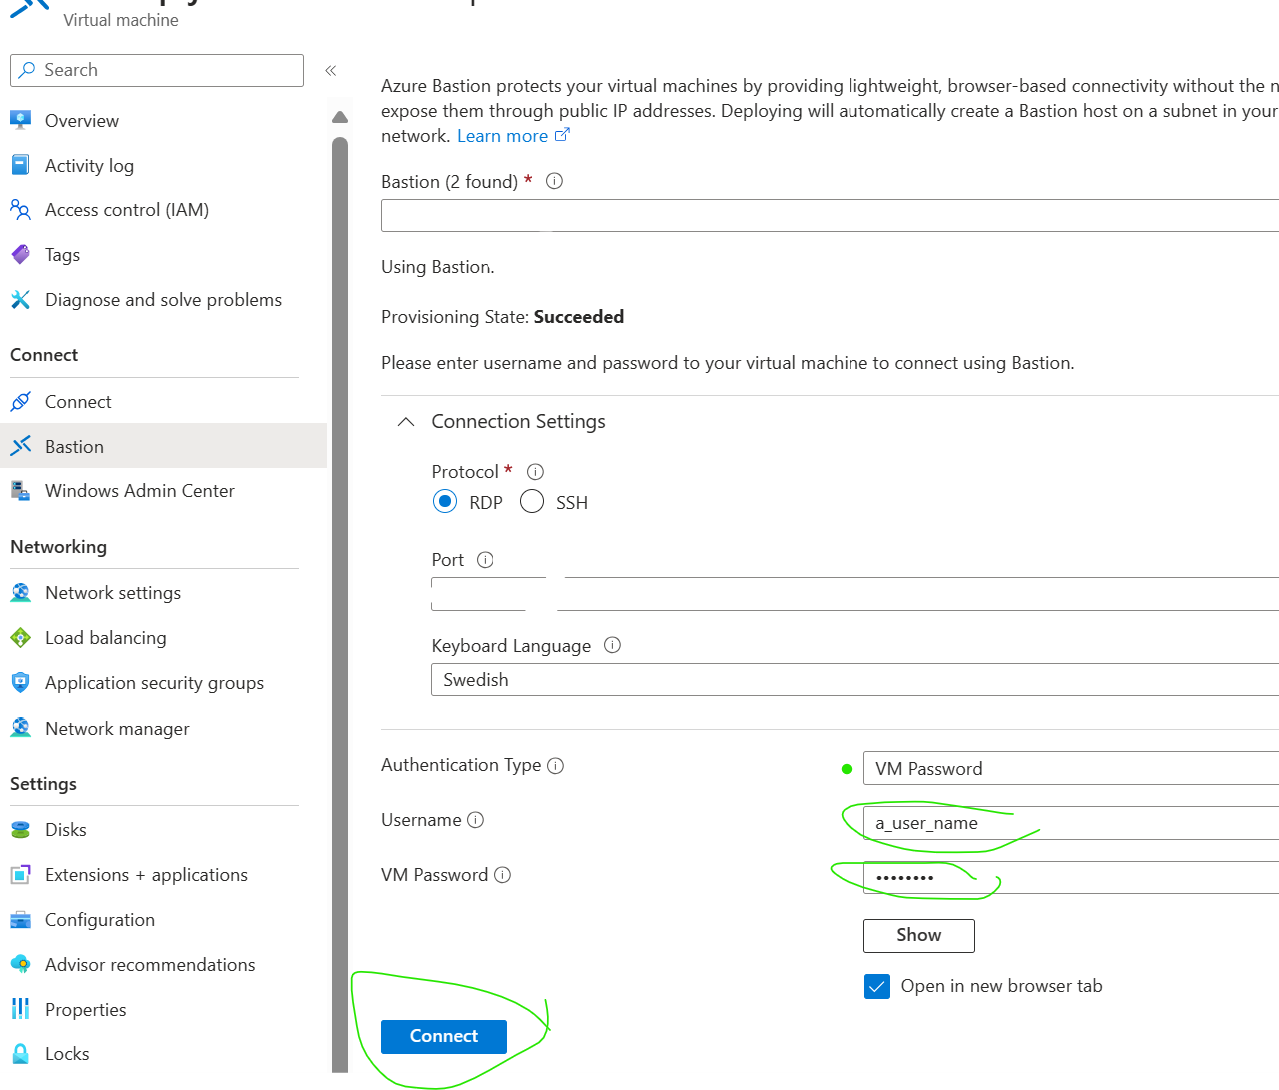 Virtual machine
Search
«
Overview
Activity log
Access control (IAM)
Tags
Diagnose and solve problems
Connect
Connect
Bastion
Windows Admin Center
Networking
Network settings
Load balancing
Application security groups
Network manager
Settings
Disks
Extensions + applications
Configuration
Advisor recommendations
Properties
Locks
Azure Bastion protects your virtual machines by providing lightweight, browser-based connectivity without the n
expose them through public IP addresses. Deploying will automatically create a Bastion host on a subnet in your
network. Learn more
Bastion (2 found) *
Using Bastion.
Provisioning State: Succeeded
Please enter username and password to your virtual machine to connect using Bastion.
Connection Settings
Protocol *
RDP SSH
Port
Keyboard Language
Swedish
Authentication Type
VM Password
Username
a_user_name
VM Password
••••••••
Show
Open in new browser tab
Connect